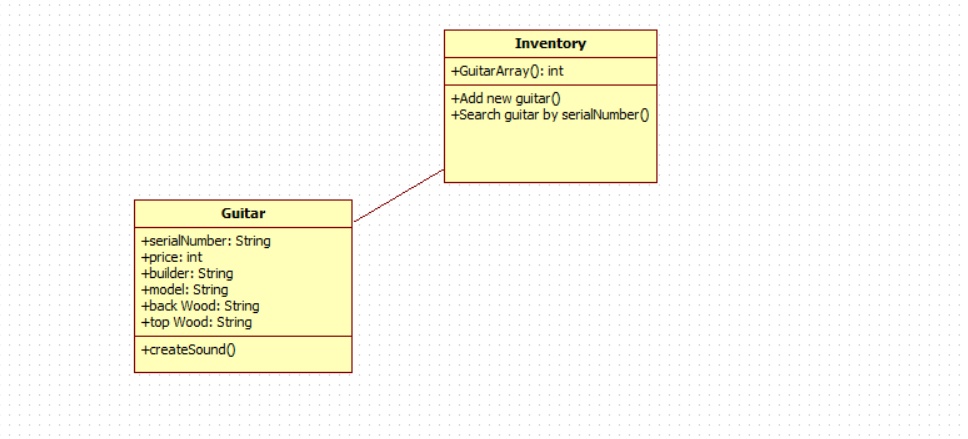 Inventory
+GuitarArray(): int
+Add new guitar()
+Search guitar by serialNumber()
Guitar
+serialNumber: String
+price: int
+builder: String
+model: String
+back Wood: String
+top Wood: String
+createSound()